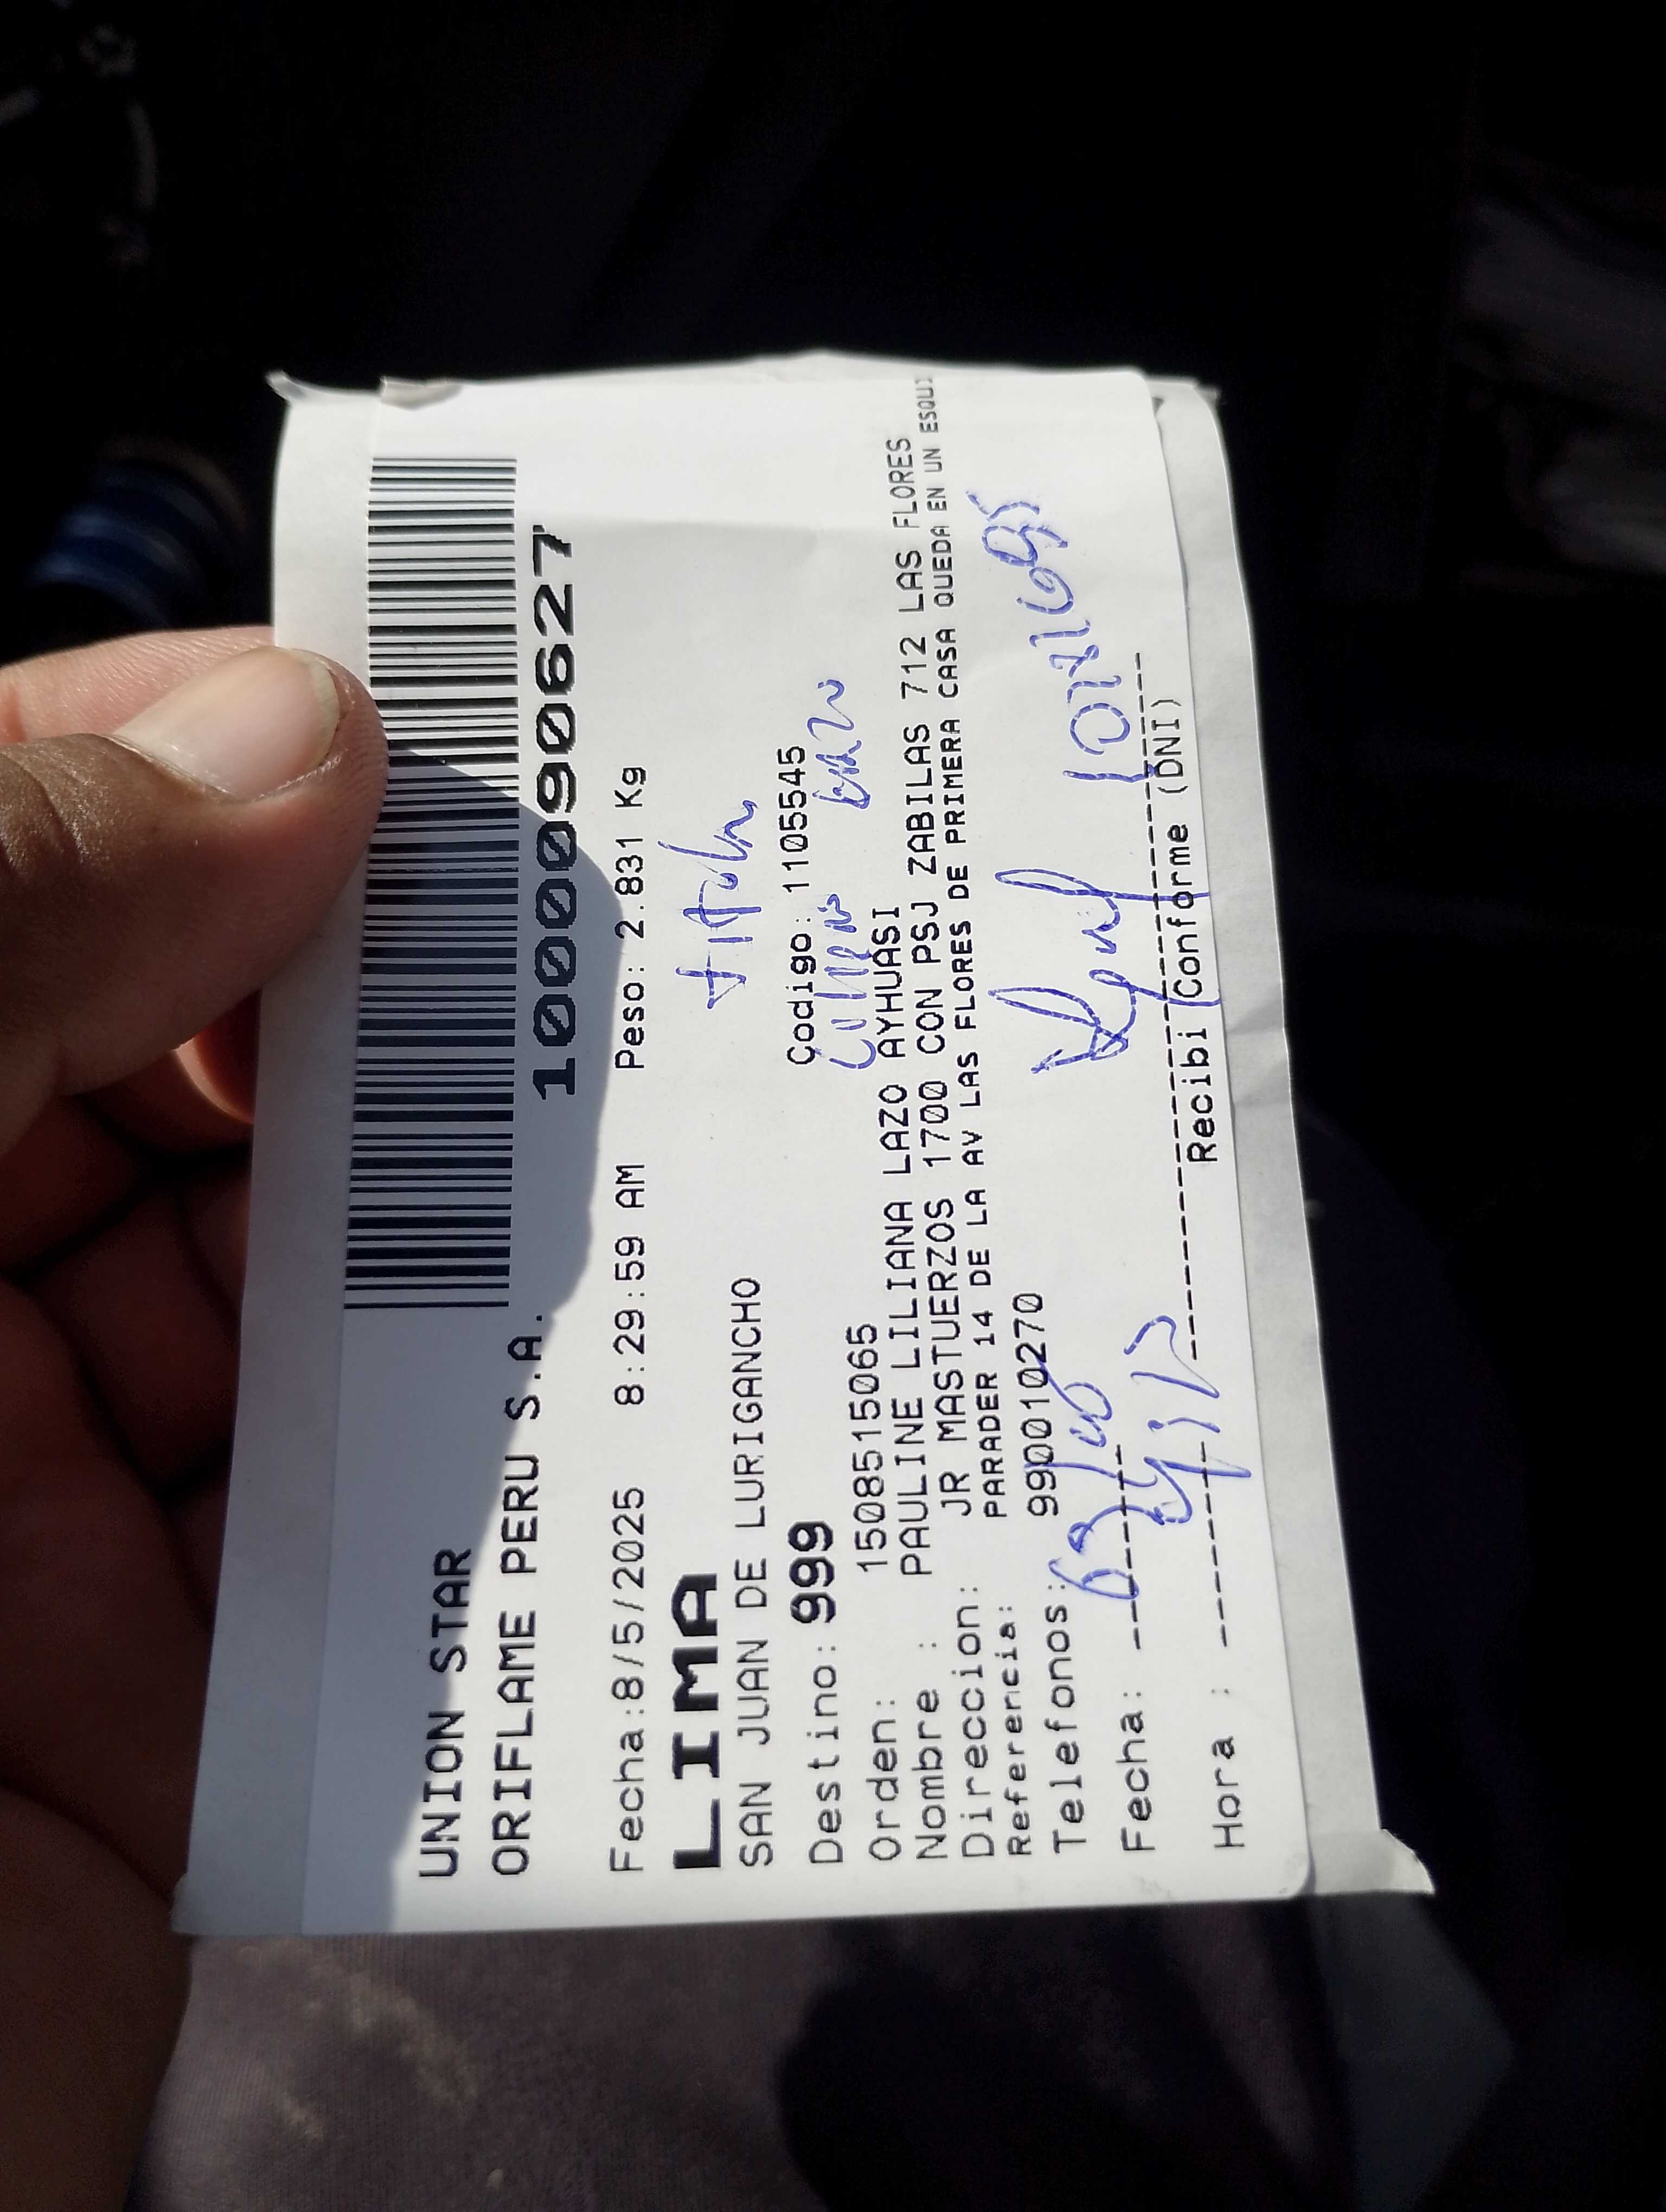 UNION STAR
ORIFLAME PERU S.A.
10000090627
Fecha:8/5/2025 8:29:59 AM Peso: 2.831 Kg
LIMA
SAN JUAN DE LURIGANCHO
Destino: 999 Codigo: 1105545
Orden: 1508515065
Nombre : PAULINE LILIANA LAZO AYHUASI
Direccion: JR MASTUERZOS 1700 CON PSJ ZABILAS 712 LAS FLORES
Referencia: PARADER 14 DE LA AV LAS FLORES DE PRIMERA CASA QUEDA EN UN ESQUI
Telefonos: 990010270
Fecha:
Hora :
Recibi Conforme (DNI)